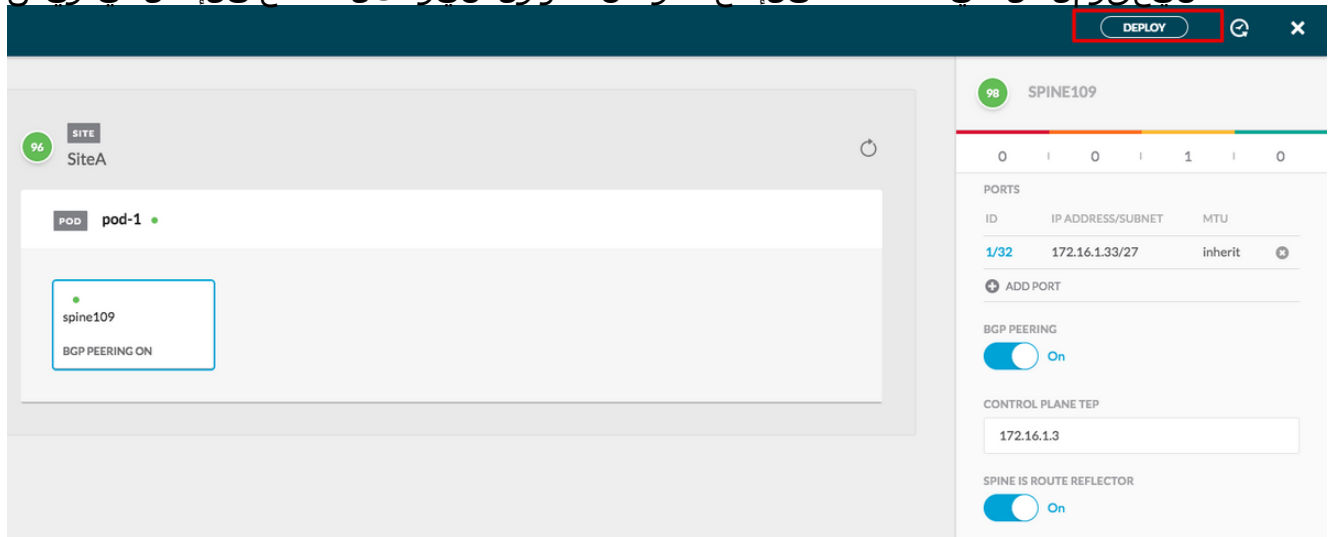 DEPLOY
96
SITE
SiteA
POD pod-1
spine109
BGP PEERING ON
98 SPINE109
0 0 1 0
PORTS
ID IP ADDRESS/SUBNET MTU
1/32 172.16.1.33/27 inherit
ADD PORT
BGP PEERING
On
CONTROL PLANE TEP
172.16.1.3
SPINE IS ROUTE REFLECTOR
On